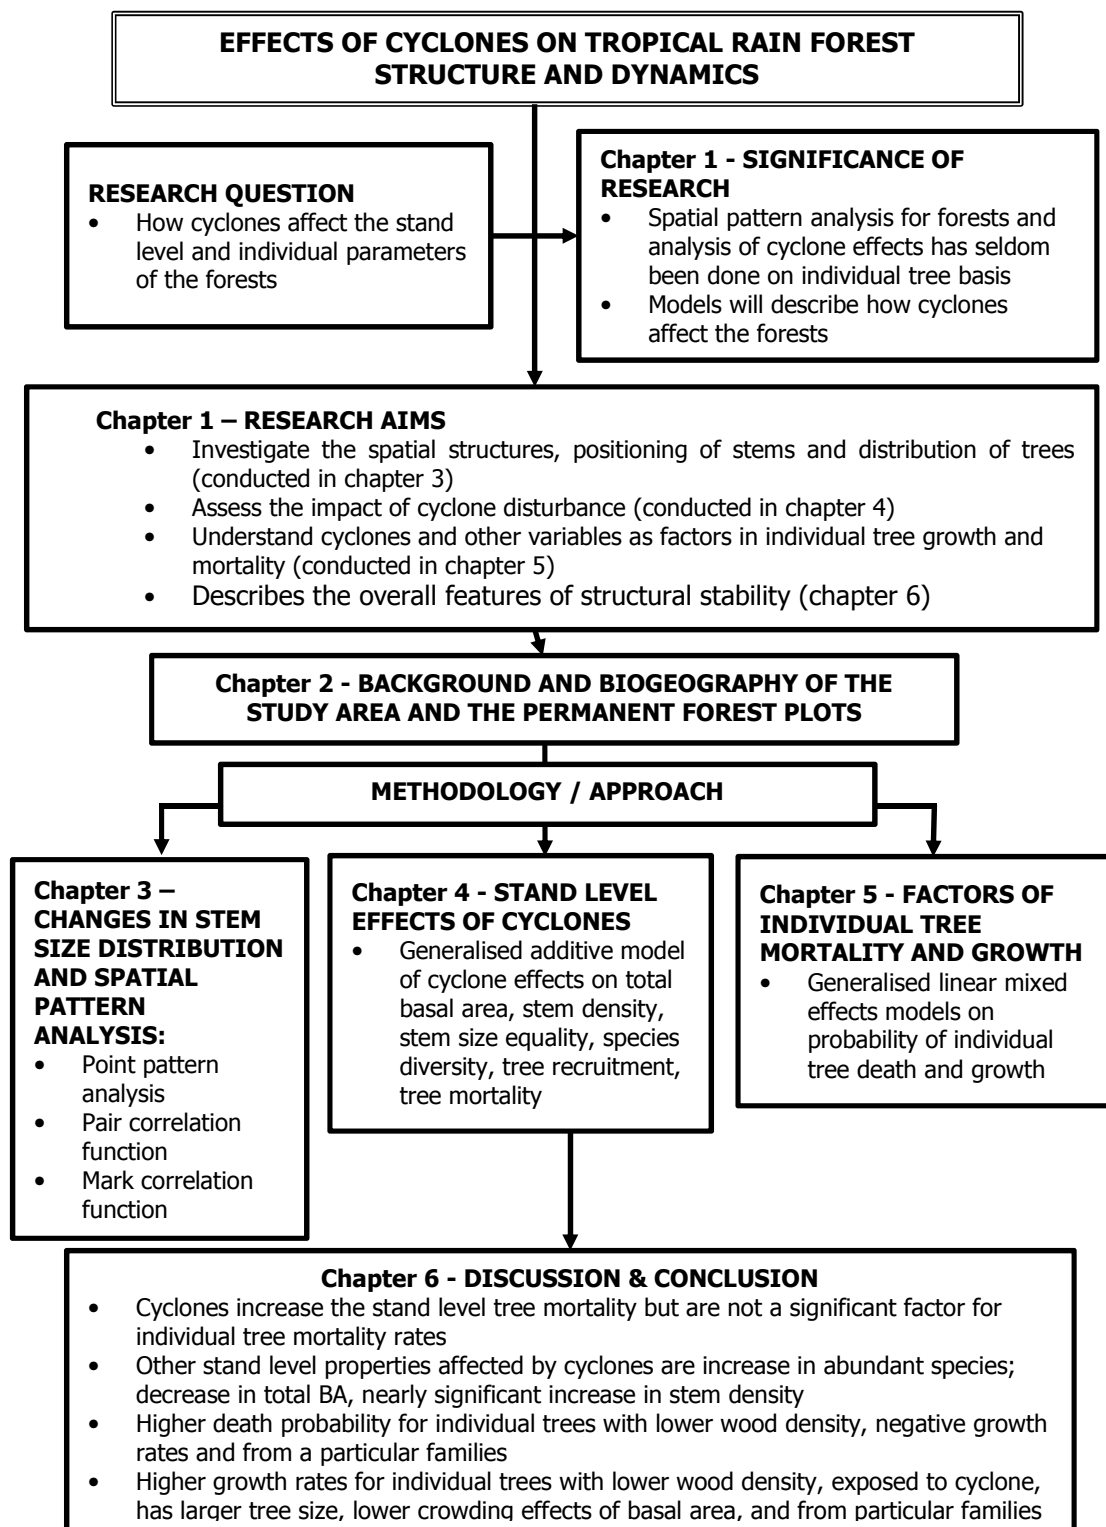 EFFECTS OF CYCLONES ON TROPICAL RAIN FOREST
STRUCTURE AND DYNAMICS
RESEARCH QUESTION
• How cyclones affect the stand
level and individual parameters
of the forests
Chapter 1 - SIGNIFICANCE OF
RESEARCH
• Spatial pattern analysis for forests and
analysis of cyclone effects has seldom
been done on individual tree basis
• Models will describe how cyclones
affect the forests
Chapter 1 – RESEARCH AIMS
• Investigate the spatial structures, positioning of stems and distribution of trees
(conducted in chapter 3)
• Assess the impact of cyclone disturbance (conducted in chapter 4)
• Understand cyclones and other variables as factors in individual tree growth and
mortality (conducted in chapter 5)
• Describes the overall features of structural stability (chapter 6)
Chapter 2 - BACKGROUND AND BIOGEOGRAPHY OF THE
STUDY AREA AND THE PERMANENT FOREST PLOTS
METHODOLOGY / APPROACH
Chapter 3 –
CHANGES IN STEM
SIZE DISTRIBUTION
AND SPATIAL
PATTERN
ANALYSIS:
• Point pattern
analysis
• Pair correlation
function
• Mark correlation
function
Chapter 4 - STAND LEVEL
EFFECTS OF CYCLONES
• Generalised additive model
of cyclone effects on total
basal area, stem density,
stem size equality, species
diversity, tree recruitment,
tree mortality
Chapter 5 - FACTORS OF
INDIVIDUAL TREE
MORTALITY AND GROWTH
• Generalised linear mixed
effects models on
probability of individual
tree death and growth
Chapter 6 - DISCUSSION & CONCLUSION
• Cyclones increase the stand level tree mortality but are not a significant factor for
individual tree mortality rates
• Other stand level properties affected by cyclones are increase in abundant species;
decrease in total BA, nearly significant increase in stem density
• Higher death probability for individual trees with lower wood density, negative growth
rates and from a particular families
• Higher growth rates for individual trees with lower wood density, exposed to cyclone,
has larger tree size, lower crowding effects of basal area, and from particular families